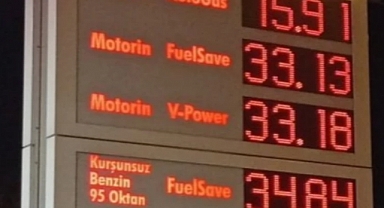 15.91
Motorin FuelSave 33.13
Motorin V-Power 33.18
Kurşunsuz
Benzin
95 Oktan FuelSave 34.84